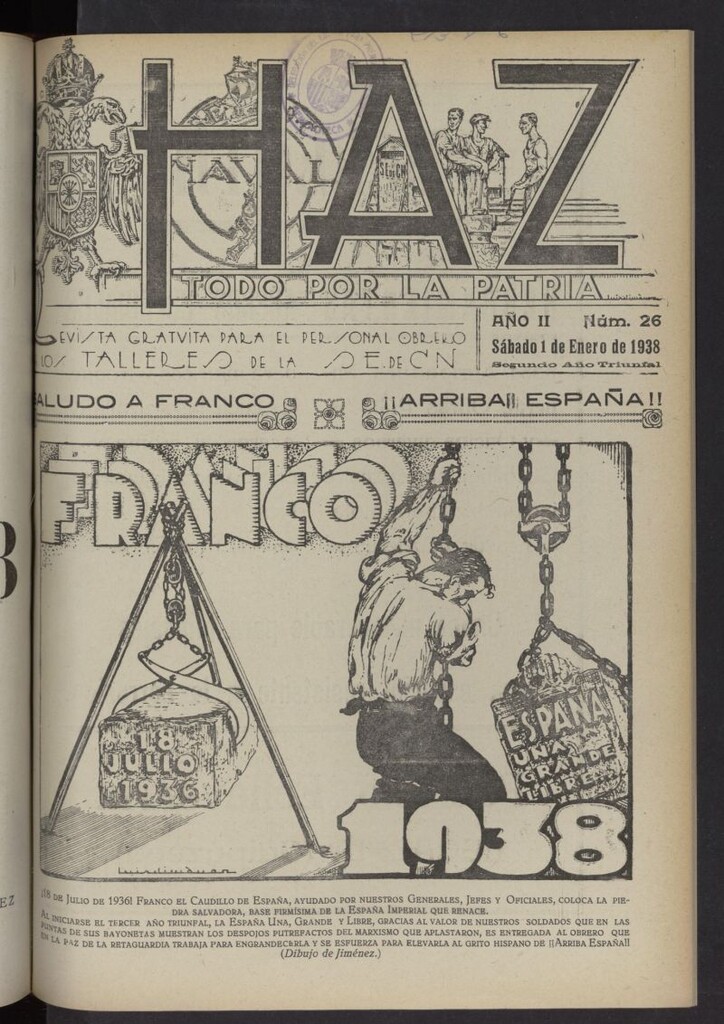 HAZ
NAVAL
SECN
TODO POR LA PATRIA
REVISTA GRATVITA PARA EL PERSONAL OBRERO
LOS TALLERES DE LA S.E. DE C.N
AÑO II Núm. 26
Sábado 1 de Enero de 1938
Segundo Año Triunfal
ALUDO A FRANCO
¡¡ARRIBA¡¡ ESPAÑA!!
FRANCO
18
JULIO
1936
ESPAÑA
UNA
GRANDE
LIBRE...
1938
¡18 de Julio de 1936! Franco el Caudillo de España, ayudado por nuestros Generales, Jefes y Oficiales, coloca la pie-
dra salvadora, base firmísima de la España Imperial que renace.
Al iniciarse el tercer año triunfal, la España Una, Grande y Libre, gracias al valor de nuestros soldados que en las
puntas de sus bayonetas muestran los despojos putrefactos del marxismo que aplastaron, es entregada al obrero que
en la paz de la retaguardia trabaja para engrandecerla y se esfuerza para elevarla al grito hispano de ¡¡Arriba España!!
(Dibujo de Jiménez.)
EZ